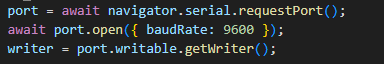 port = await navigator.serial.requestPort();
await port.open({ baudRate: 9600 });
writer = port.writable.getWriter();